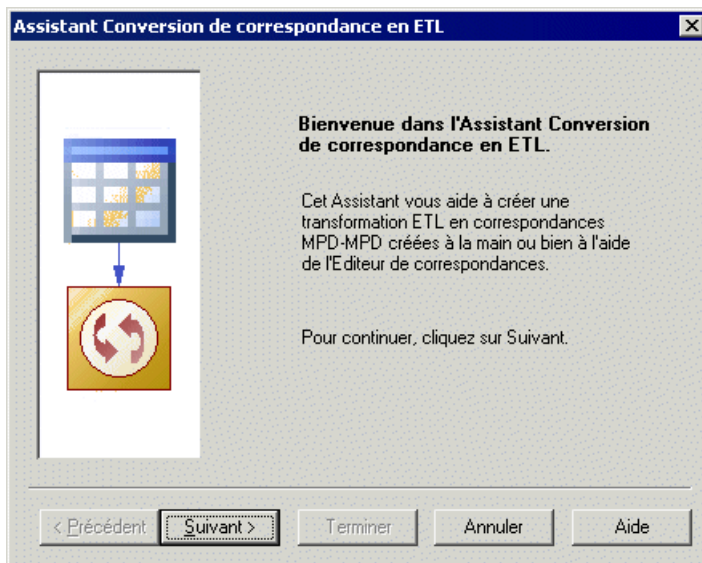 Assistant Conversion de correspondance en ETL
Bienvenue dans l'Assistant Conversion
de correspondance en ETL.
Cet Assistant vous aide à créer une
transformation ETL en correspondances
MPD-MPD créées à la main ou bien à l'aide
de l'Editeur de correspondances.
Pour continuer, cliquez sur Suivant.
< Précédent Suivant > Terminer Annuler Aide